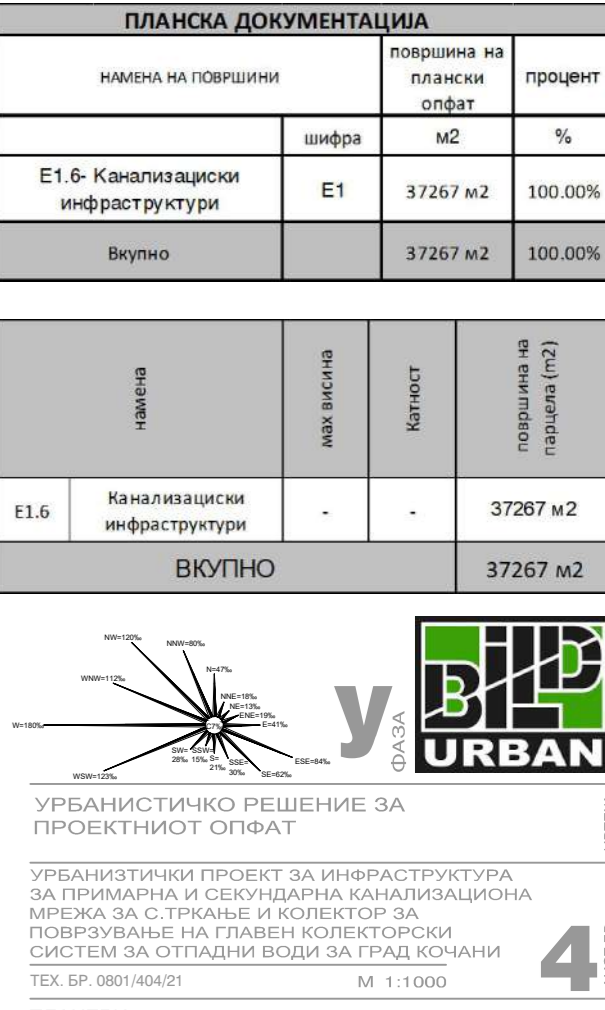 ПЛАНСКА ДОКУМЕНТАЦИЈА
НАМЕНА НА ПОВРШИНИ
површина на
плански
опфат
процент
шифра
м2
%
Е1.6- Канализациски
инфраструктури
Е1
37267 м2
100.00%
Вкупно
37267 м2
100.00%
намена
мах висина
Катност
површина на
парцела (m2)
Е1.6
Канализациски
инфраструктури
-
-
37267 м2
ВКУПНО
37267 м2
NW=120‰
NNW=80‰
WNW=112‰
N=47‰
NNE=18‰
NE=13‰
ENE=19‰
E=41‰
W=180‰
C7‰
SW=
28‰
SSW=
15‰
S=
21‰
SSE=
30‰
ESE=84‰
SE=62‰
WSW=123‰
у
ФАЗА
BILD
URBAN
УРБАНИСТИЧКО РЕШЕНИЕ ЗА
ПРОЕКТНИОТ ОПФАТ
УРБАНИЗТИЧКИ ПРОЕКТ ЗА ИНФРАСТРУКТУРА
ЗА ПРИМАРНА И СЕКУНДАРНА КАНАЛИЗАЦИОНА
МРЕЖА ЗА С.ТРКАЊЕ И КОЛЕКТОР ЗА
ПОВРЗУВАЊЕ НА ГЛАВЕН КОЛЕКТОРСКИ
СИСТЕМ ЗА ОТПАДНИ ВОДИ ЗА ГРАД КОЧАНИ
4
ТЕХ. БР. 0801/404/21
М 1:1000